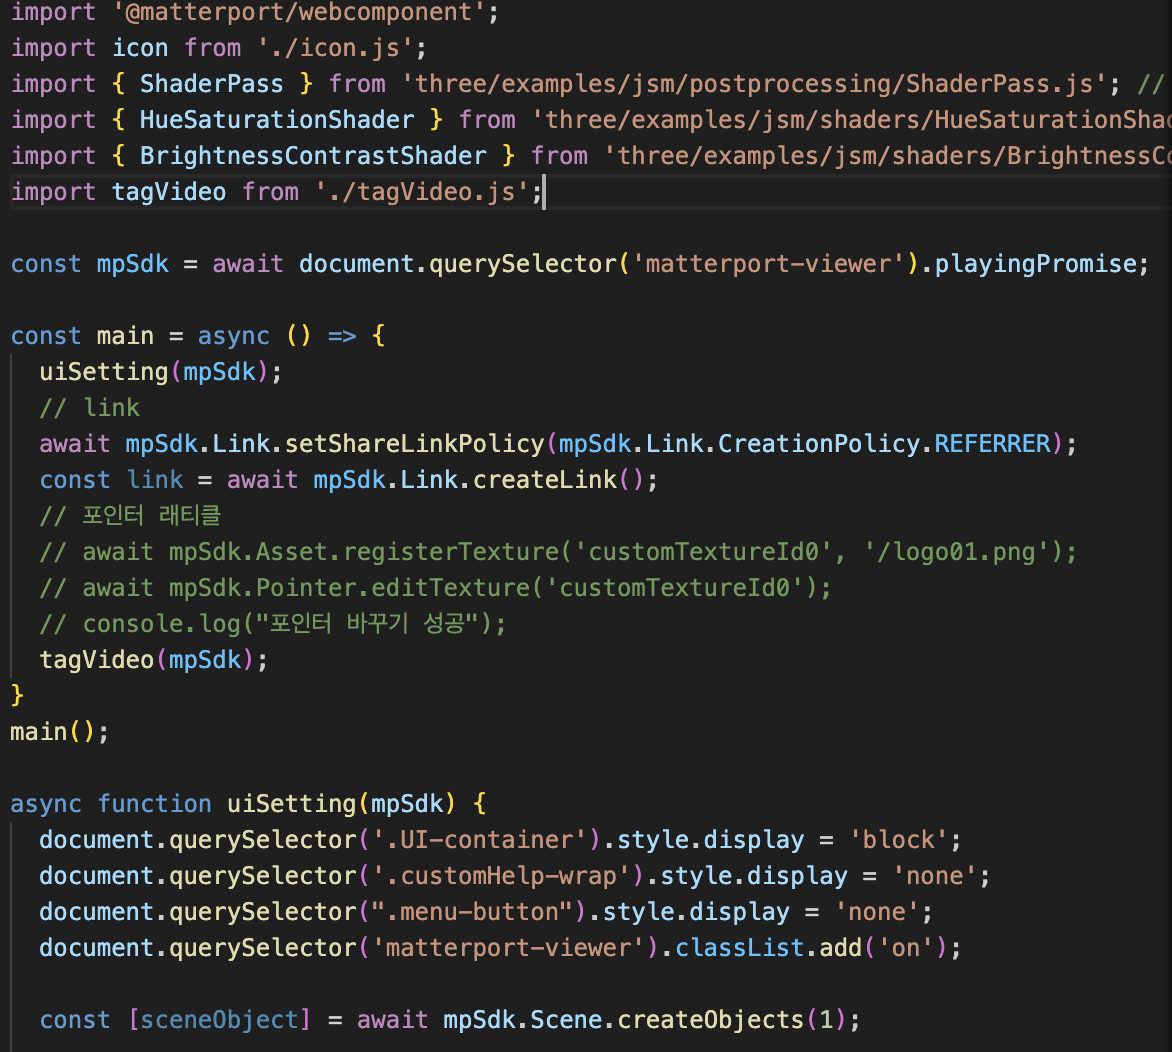 import '@matterport/webcomponent';
import icon from './icon.js';
import { ShaderPass } from 'three/examples/jsm/postprocessing/ShaderPass.js'; //
import { HueSaturationShader } from 'three/examples/jsm/shaders/HueSaturationShad
import { BrightnessContrastShader } from 'three/examples/jsm/shaders/BrightnessCo
import tagVideo from './tagVideo.js';
const mpSdk = await document.querySelector('matterport-viewer').playingPromise;
const main = async () => {
uiSetting(mpSdk);
// link
await mpSdk.Link.setShareLinkPolicy(mpSdk.Link.CreationPolicy.REFERRER);
const link = await mpSdk.Link.createLink();
// 포인터 래티클
// await mpSdk.Asset.registerTexture('customTextureId0', '/logo01.png');
// await mpSdk.Pointer.editTexture('customTextureId0');
// console.log("포인터 바꾸기 성공");
tagVideo(mpSdk);
}
main();
async function uiSetting(mpSdk) {
document.querySelector('.UI-container').style.display = 'block';
document.querySelector('.customHelp-wrap').style.display = 'none';
document.querySelector(".menu-button").style.display = 'none';
document.querySelector('matterport-viewer').classList.add('on');
const [sceneObject] = await mpSdk.Scene.createObjects(1);